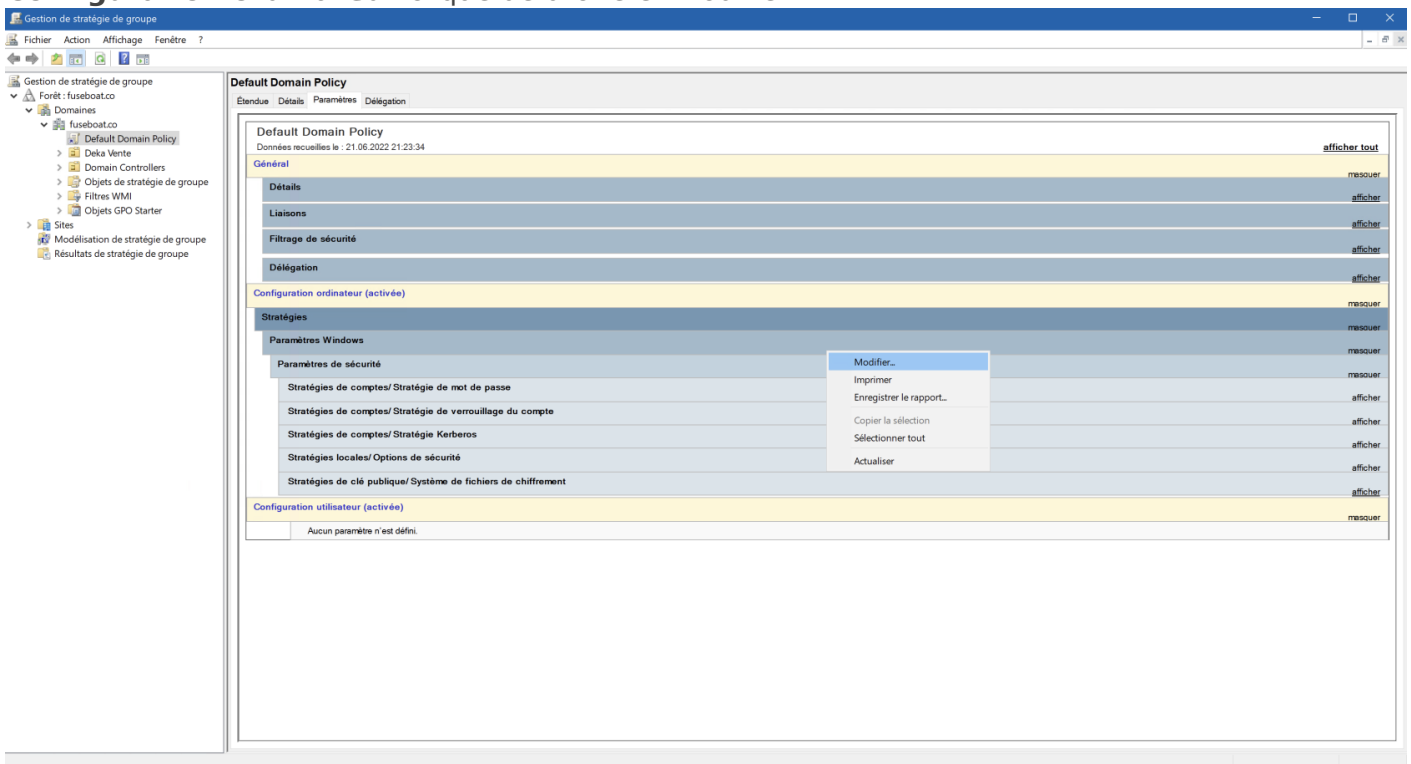 Gestion de stratégie de groupe
Fichier Action Affichage Fenêtre ?
Gestion de stratégie de groupe
Forêt : fuseboat.co
Domaines
fuseboat.co
Default Domain Policy
Deka Vente
Domain Controllers
Objets de stratégie de groupe
Filtres WMI
Objets GPO Starter
Sites
Modélisation de stratégie de groupe
Résultats de stratégie de groupe
Default Domain Policy
Étendue Détails Paramètres Délégation
Default Domain Policy
Données recueillies le : 21.06.2022 21:23:34
afficher tout
Général
masquer
Détails
afficher
Liaisons
afficher
Filtrage de sécurité
afficher
Délégation
afficher
Configuration ordinateur (activée)
masquer
Stratégies
masquer
Paramètres Windows
masquer
Paramètres de sécurité
masquer
Stratégies de comptes/Stratégie de mot de passe
afficher
Stratégies de comptes/Stratégie de verrouillage du compte
afficher
Stratégies de comptes/Stratégie Kerberos
afficher
Stratégies locales/Options de sécurité
afficher
Stratégies de clé publique/Système de fichiers de chiffrement
afficher
Configuration utilisateur (activée)
masquer
Aucun paramètre n'est défini.
Modifier...
Imprimer
Enregistrer le rapport...
Copier la sélection
Sélectionner tout
Actualiser